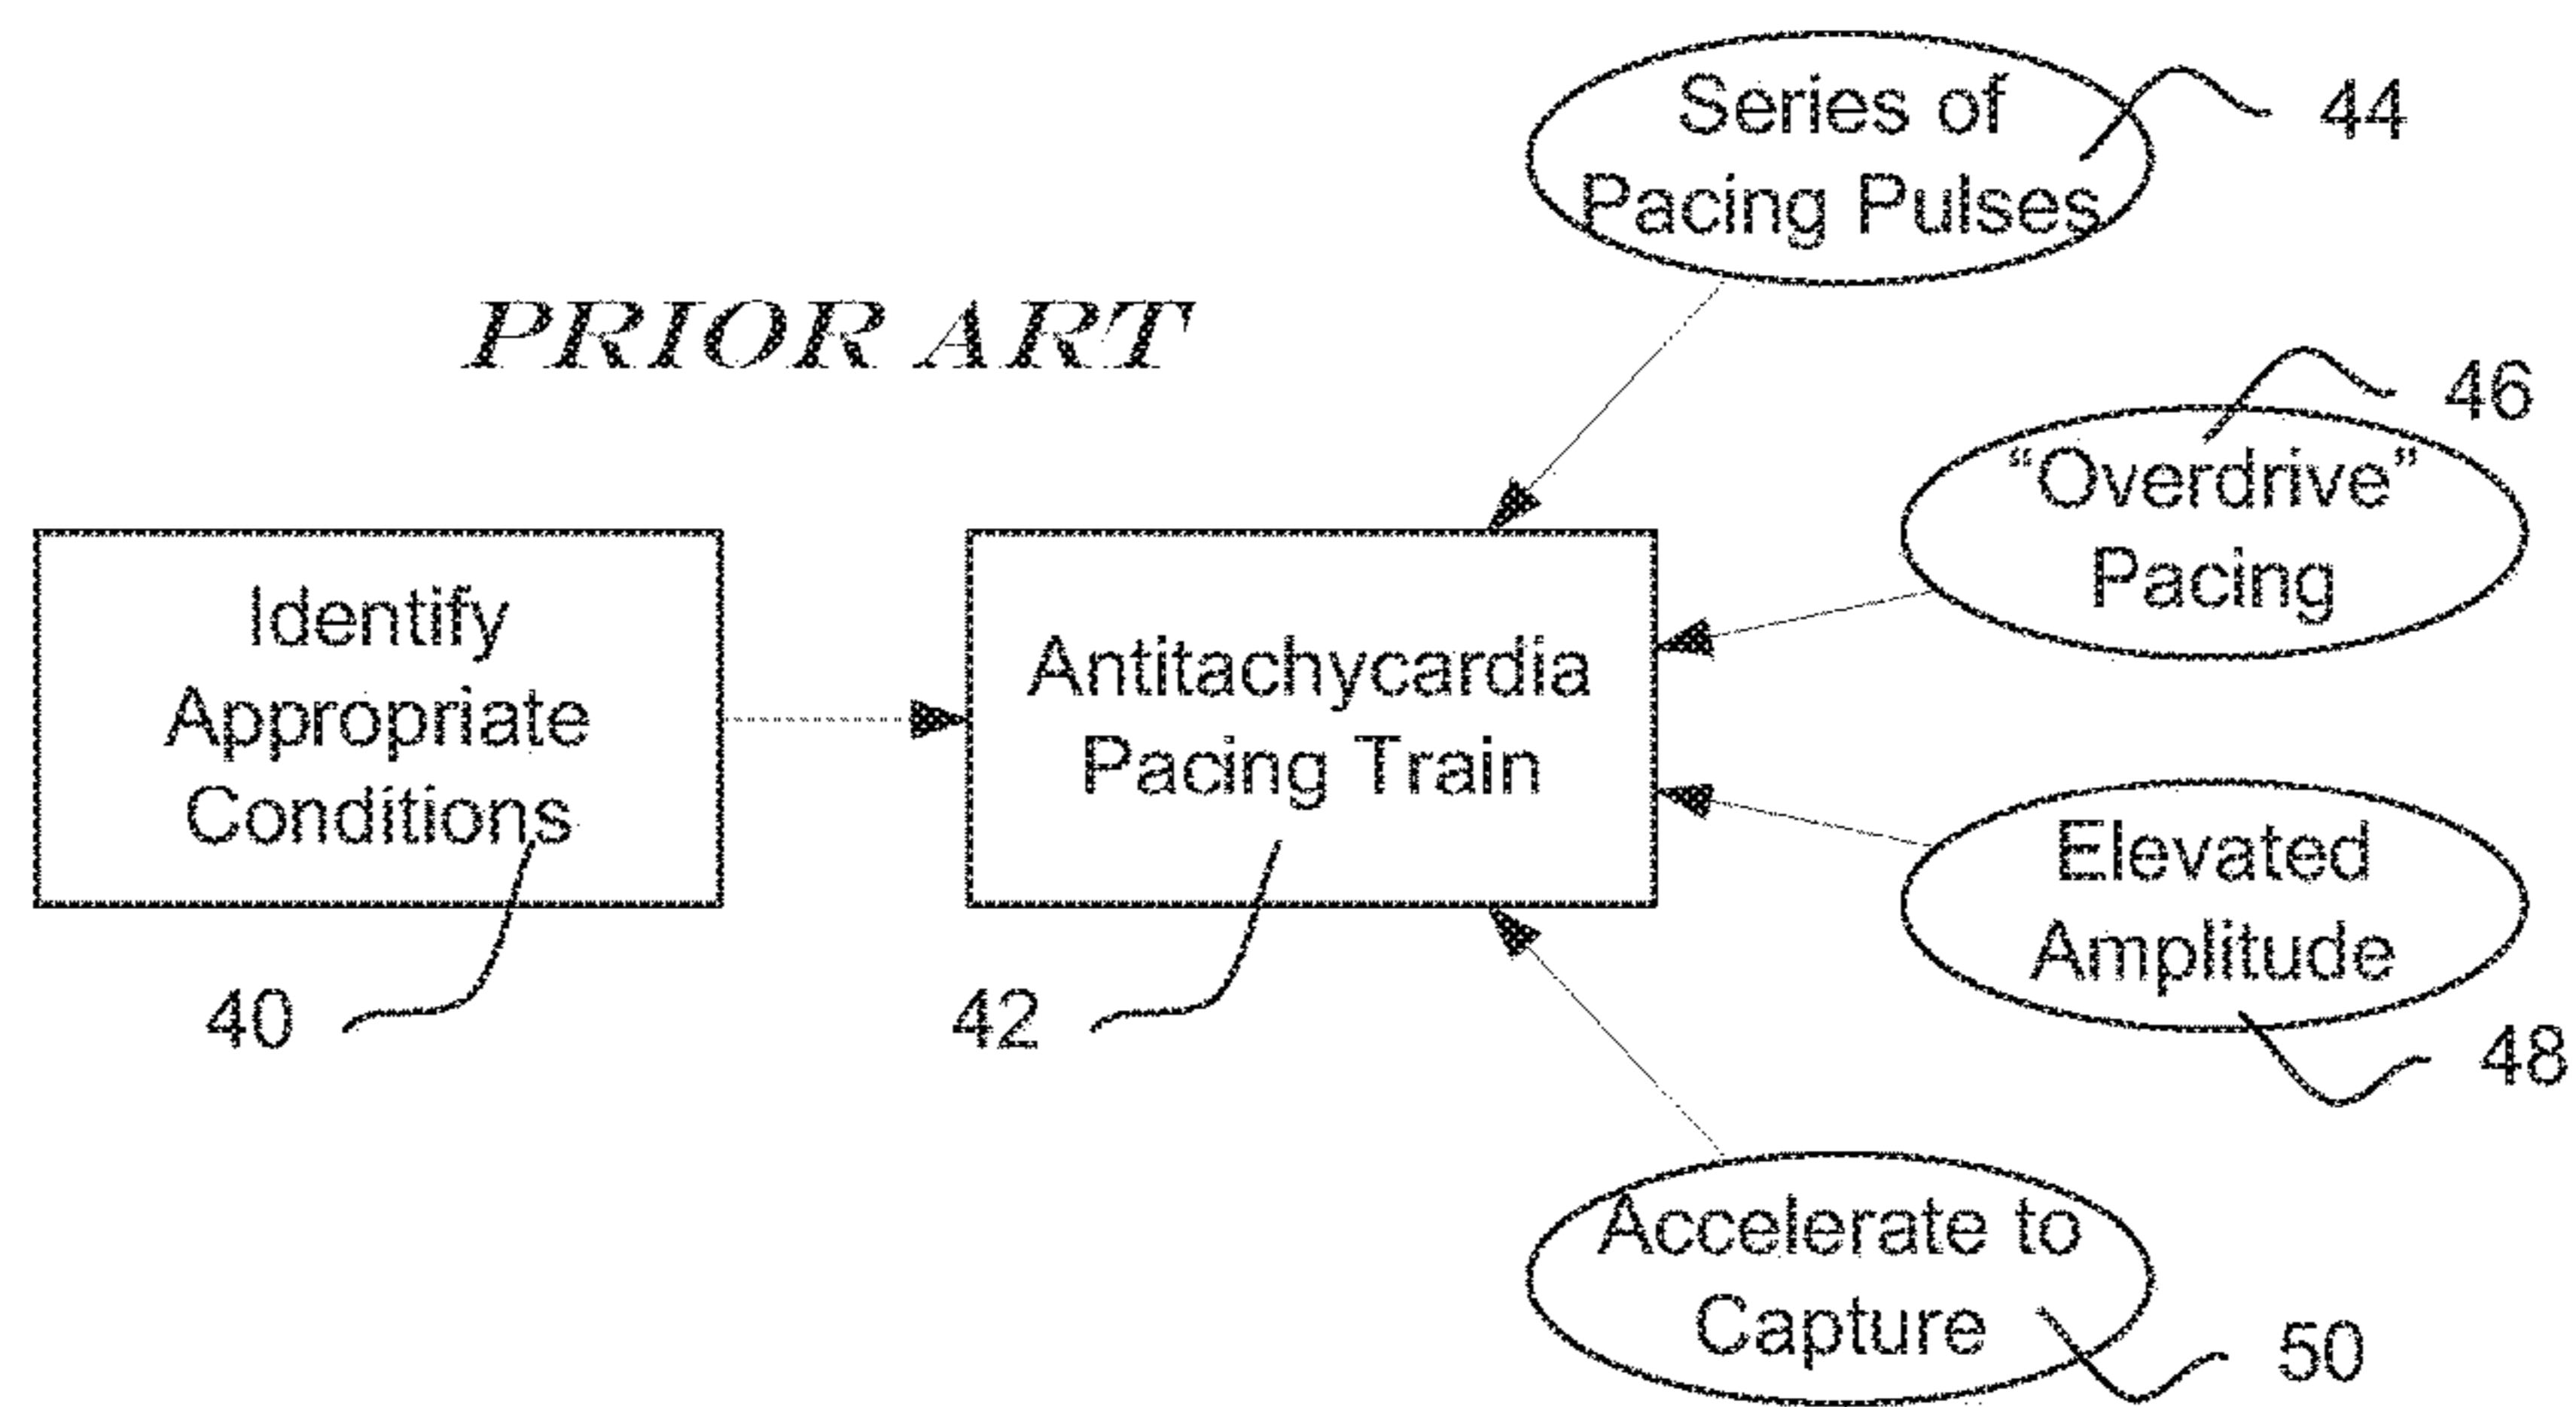 Series of
Pacing Pulses
44
PRIOR ART
46
“Overdrive”
Pacing
Identify
Appropriate
Conditions
40
Antitachycardia
Pacing Train
42
Elevated
Amplitude
48
Accelerate to
Capture
50